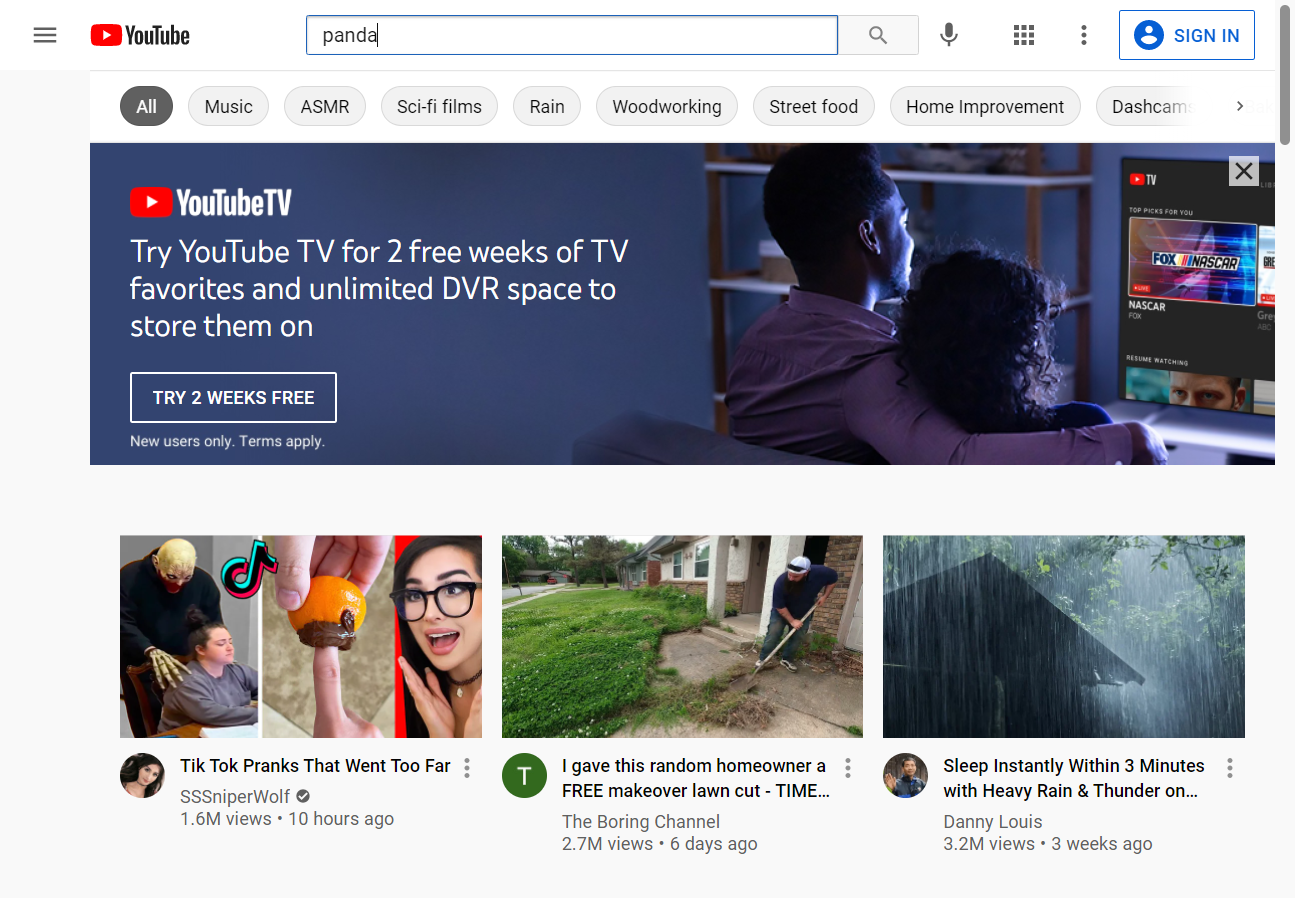 YouTube
panda
SIGN IN
All
Music
ASMR
Sci-fi films
Rain
Woodworking
Street food
Home Improvement
Dashcams
YouTubeTV
Try YouTube TV for 2 free weeks of TV
favorites and unlimited DVR space to
store them on
TRY 2 WEEKS FREE
New users only. Terms apply.
TV
TOP PICKS FOR YOU
FOX NASCAR
LIVE
LIVE
NASCAR
FOX
ABC
RESUME WATCHING
Tik Tok Pranks That Went Too Far
SSSniperWolf
1.6M views • 10 hours ago
T
I gave this random homeowner a
FREE makeover lawn cut - TIME...
The Boring Channel
2.7M views • 6 days ago
Sleep Instantly Within 3 Minutes
with Heavy Rain & Thunder on...
Danny Louis
3.2M views • 3 weeks ago